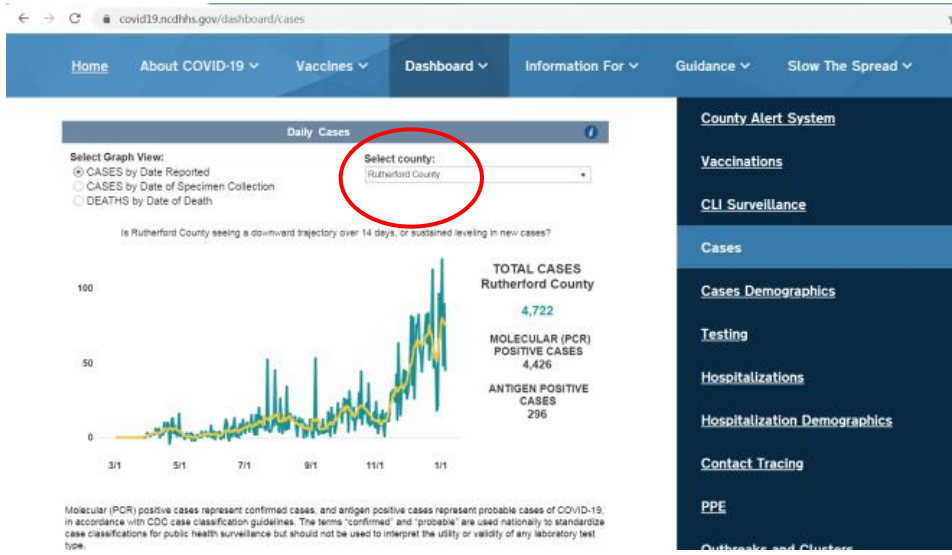 covid19.ncdhhs.gov/dashboard/cases
Home About COVID-19 Vaccines Dashboard Information For Guidance Slow The Spread
Daily Cases
Select Graph View:
CASES by Date Reported
CASES by Date of Specimen Collection
DEATHS by Date of Death
Select county:
Rutherford County
Is Rutherford County seeing a downward trajectory over 14 days, or sustained leveling in new cases?
100
50
0
3/1 5/1 7/1 9/1 11/1 1/1
TOTAL CASES
Rutherford County
4,722
MOLECULAR (PCR)
POSITIVE CASES
4,426
ANTIGEN POSITIVE
CASES
296
Molecular (PCR) positive cases represent confirmed cases, and antigen positive cases represent probable cases of COVID-19,
in accordance with CDC case classification guidelines. The terms "confirmed" and "probable" are used nationally to standardize
case classifications for public health surveillance but should not be used to interpret the utility or validity of any laboratory test
type.
County Alert System
Vaccinations
CLI Surveillance
Cases
Cases Demographics
Testing
Hospitalizations
Hospitalization Demographics
Contact Tracing
PPE
Outbreaks and Clusters